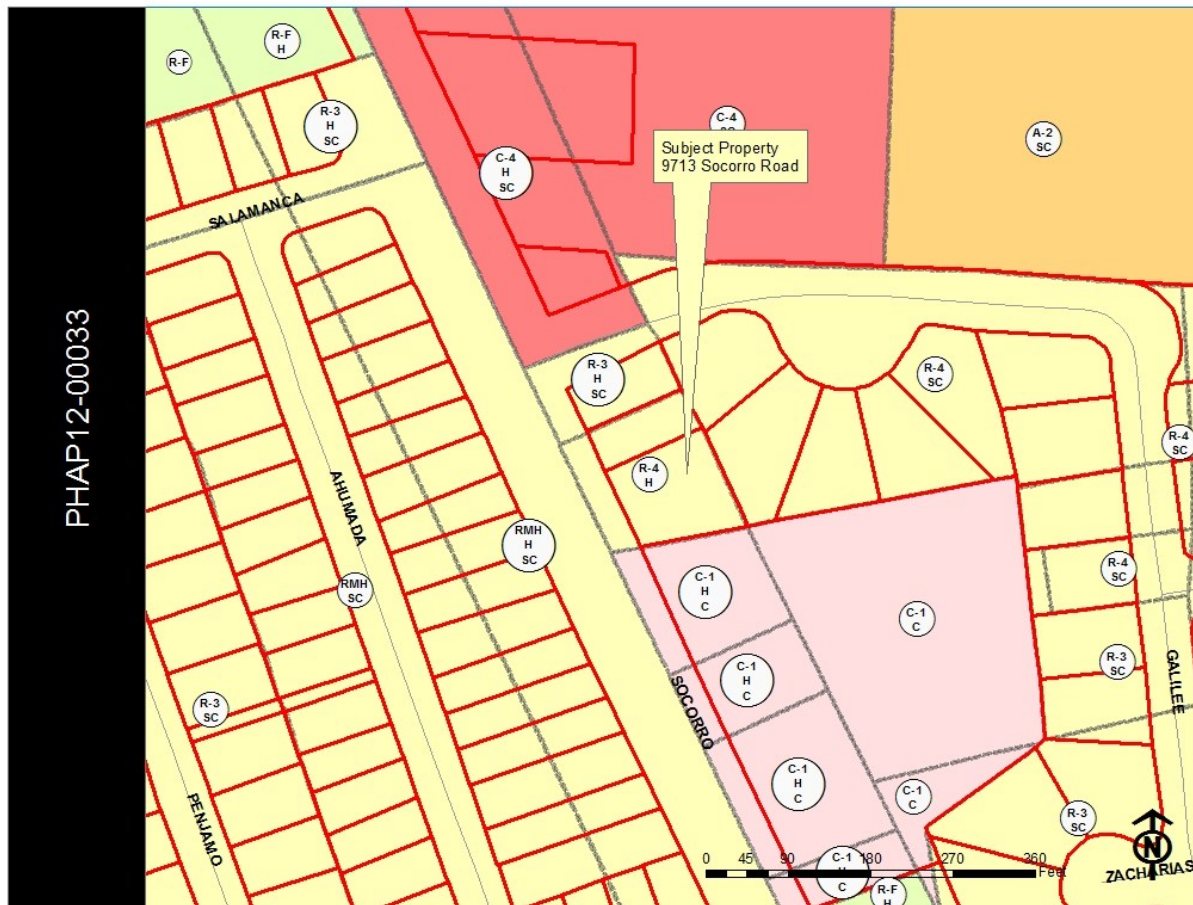 PHAP12-00033
R-F
R-F
H
R-3
H
SC
C-4
H
SC
C-4
Subject Property
9713 Socorro Road
A-2
SC
SALAMANCA
R-3
H
SC
R-4
SC
R-4
SC
R-4
H
AHUMADA
RMH
H
SC
RMH
SC
R-4
SC
C-1
H
C
C-1
C
C-1
H
C
R-3
SC
GALILEE
R-3
SC
SOCORRO
C-1
H
C
C-1
C
R-3
SC
PENJAMO
N
ZACHARIAS
C-1
H
C
R-F
H
0 45 90 180 270 360
Feet